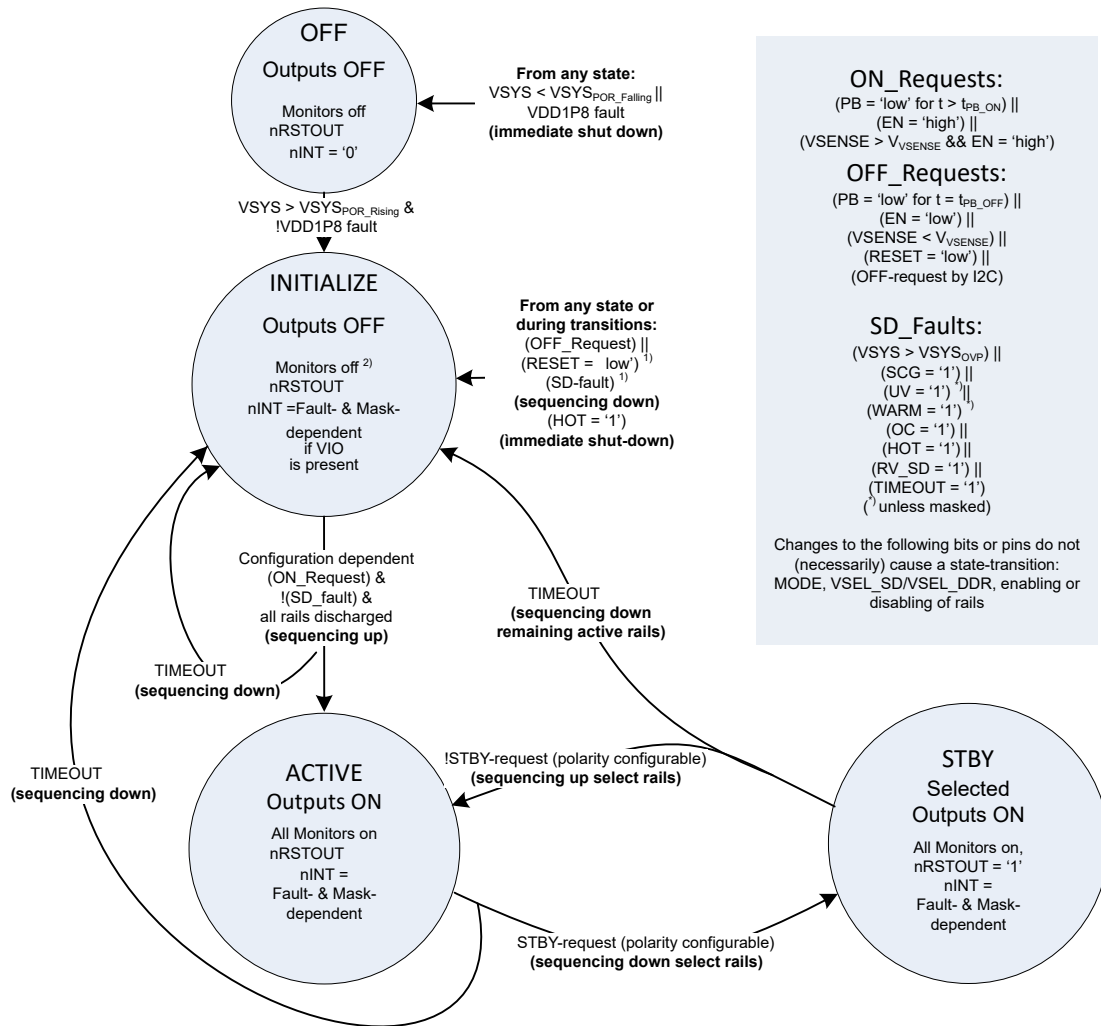 OFF
Outputs OFF
Monitors off
nRSTOUT
nINT = '0'
From any state:
VSYS < VSYSPOR_Falling ||
VDD1P8 fault
(immediate shut down)
VSYS > VSYSPOR_Rising &
!VDD1P8 fault
INITIALIZE
Outputs OFF
Monitors off 2)
nRSTOUT
nINT =Fault- & Mask-
dependent
if VIO
is present
From any state or
during transitions:
(OFF_Request) ||
(RESET = low') 1)
(SD-fault) 1)
(sequencing down)
(HOT = '1')
(immediate shut-down)
Configuration dependent
(ON_Request) &
!(SD_fault) &
all rails discharged
(sequencing up)
TIMEOUT
(sequencing down)
TIMEOUT
(sequencing down
remaining active rails)
TIMEOUT
(sequencing down)
ACTIVE
Outputs ON
All Monitors on
nRSTOUT
nINT =
Fault- & Mask-
dependent
!STBY-request (polarity configurable)
(sequencing up select rails)
STBY-request (polarity configurable)
(sequencing down select rails)
STBY
Selected
Outputs ON
All Monitors on,
nRSTOUT = '1'
nINT =
Fault- & Mask-
dependent
ON_Requests:
(PB = 'low' for t > tPB_ON) ||
(EN = 'high') ||
(VSENSE > VVSENSE && EN = 'high')
OFF_Requests:
(PB = 'low' for t = tPB_OFF) ||
(EN = 'low') ||
(VSENSE < VVSENSE) ||
(RESET = 'low') ||
(OFF-request by I2C)
SD_Faults:
(VSYS > VSYSOVP) ||
(SCG = '1') ||
(UV = '1') *)||
(WARM = '1') *)
(OC = '1') ||
(HOT = '1') ||
(RV_SD = '1') ||
(TIMEOUT = '1')
(*) unless masked)
Changes to the following bits or pins do not
(necessarily) cause a state-transition:
MODE, VSEL_SD/VSEL_DDR, enabling or
disabling of rails